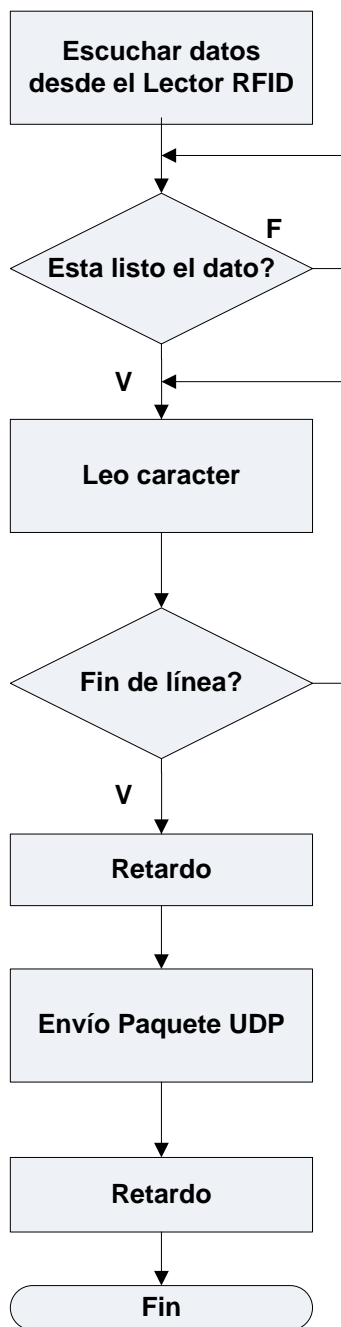 Escuchar datos
desde el Lector RFID
F
Esta listo el dato?
V
Leo caracter
Fin de línea?
V
Retardo
Envío Paquete UDP
Retardo
Fin